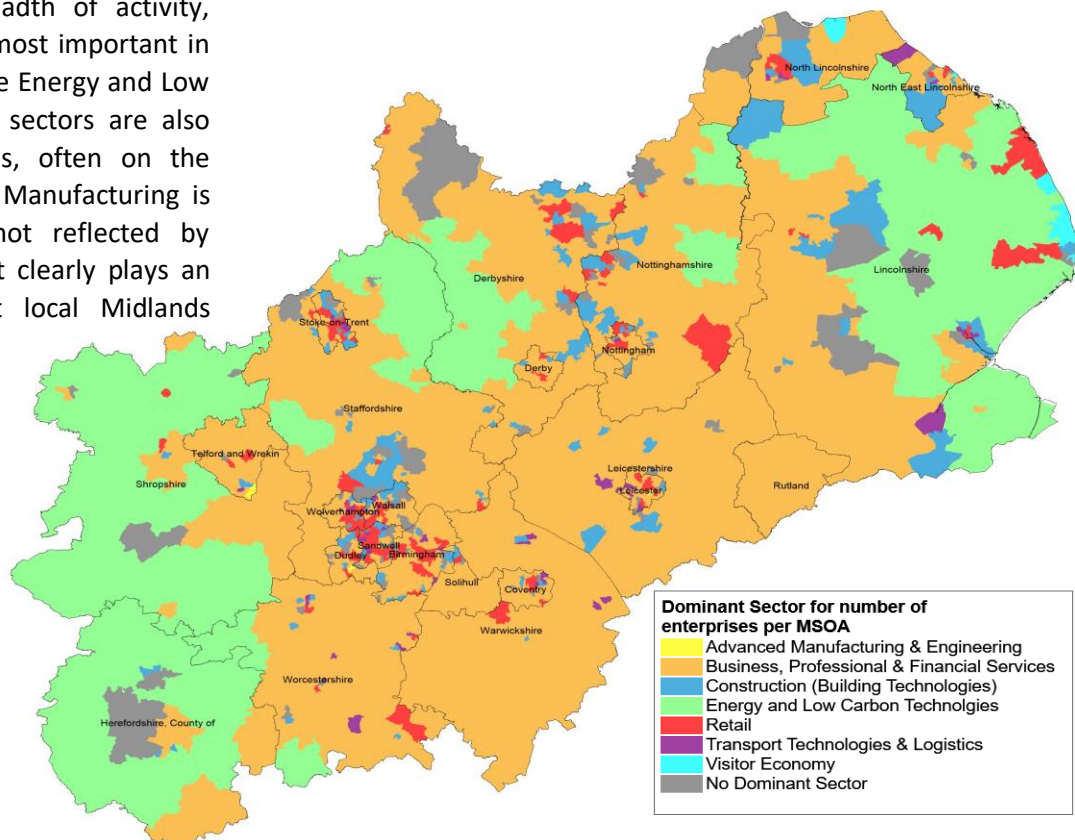 adth of activity,
most important in
e Energy and Low
sectors are also
s, often on the
Manufacturing is
not reflected by
t clearly plays an
t local Midlands
North Lincolnshire
North East Lincolnshire
Derbyshire
Nottinghamshire
Lincolnshire
Stoke-on-Trent
Nottingham
Derby
Staffordshire
Telford and Wrekin
Shropshire
Leicestershire
Leicester
Rutland
Walsall
Wolverhampton
Sandwell
Dudley
Birmingham
Solihull
Coventry
Warwickshire
Worcestershire
Herefordshire, County of
Dominant Sector for number of
enterprises per MSOA
Advanced Manufacturing & Engineering
Business, Professional & Financial Services
Construction (Building Technologies)
Energy and Low Carbon Technolgies
Retail
Transport Technologies & Logistics
Visitor Economy
No Dominant Sector